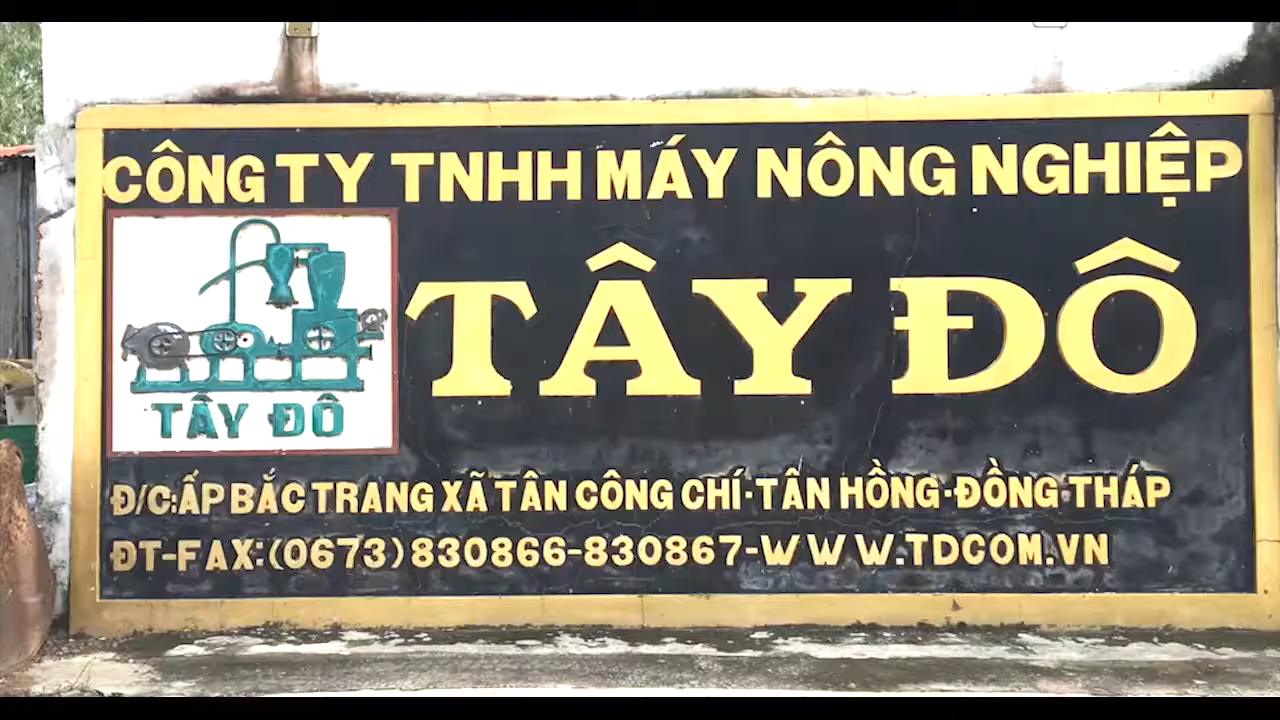 CÔNG TY TNHH MÁY NÔNG NGHIỆP
TÂY ĐÔ
TÂY ĐÔ
Đ/C:ẤP BẮC TRANG XÃ TÂN CÔNG CHÍ-TÂN HỒNG-ĐỒNG THÁP
ĐT-FAX:(0673)830866-830867-WWW.TDCOM.VN